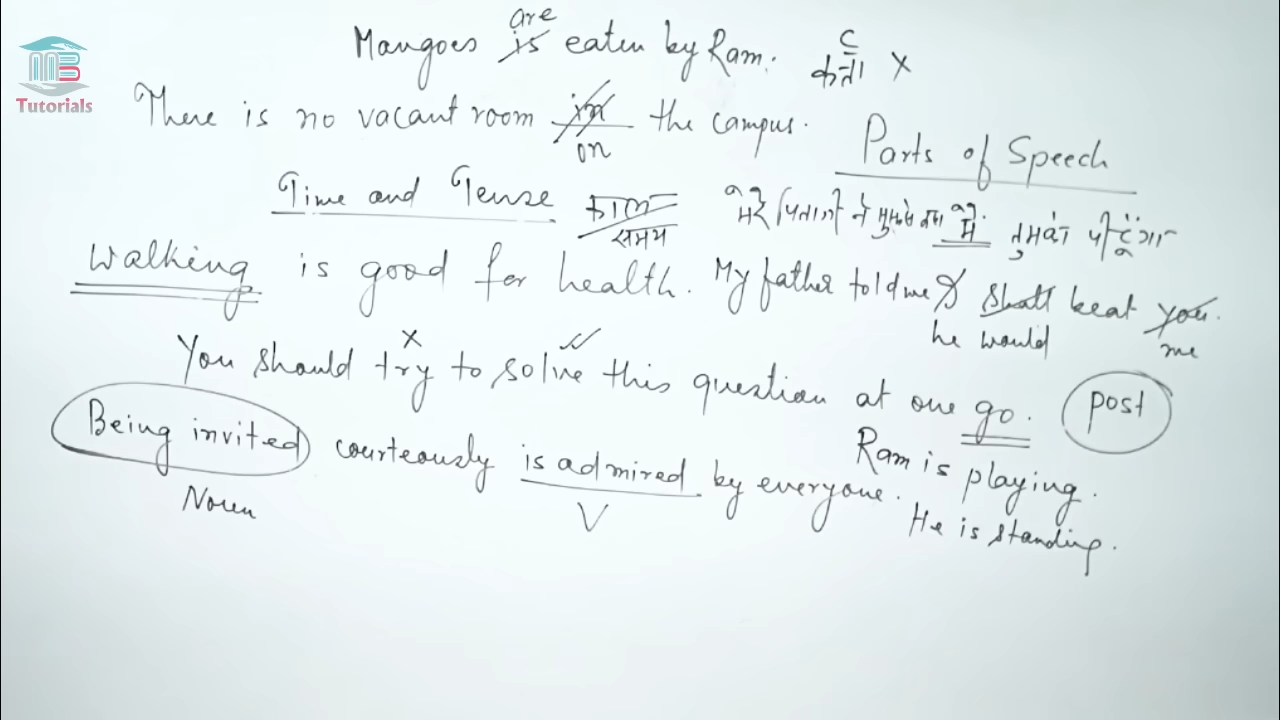 MB
Tutorials
are
Mangoes is eaten by Ram. कर्त्ता X
C
There is no vacant room in the campus.
on
Parts of Speech
Time and Tense काल
समय
मेरे पिताजी ने मुझसे कहा मैं तुमको पीटूंगा
Walking is good for health. My father told me I shall beat you.
he would me
X
You should try to solve this question at one go. post
Being invited courteously is admired by everyone. Ram is playing.
Noun V He is standing.